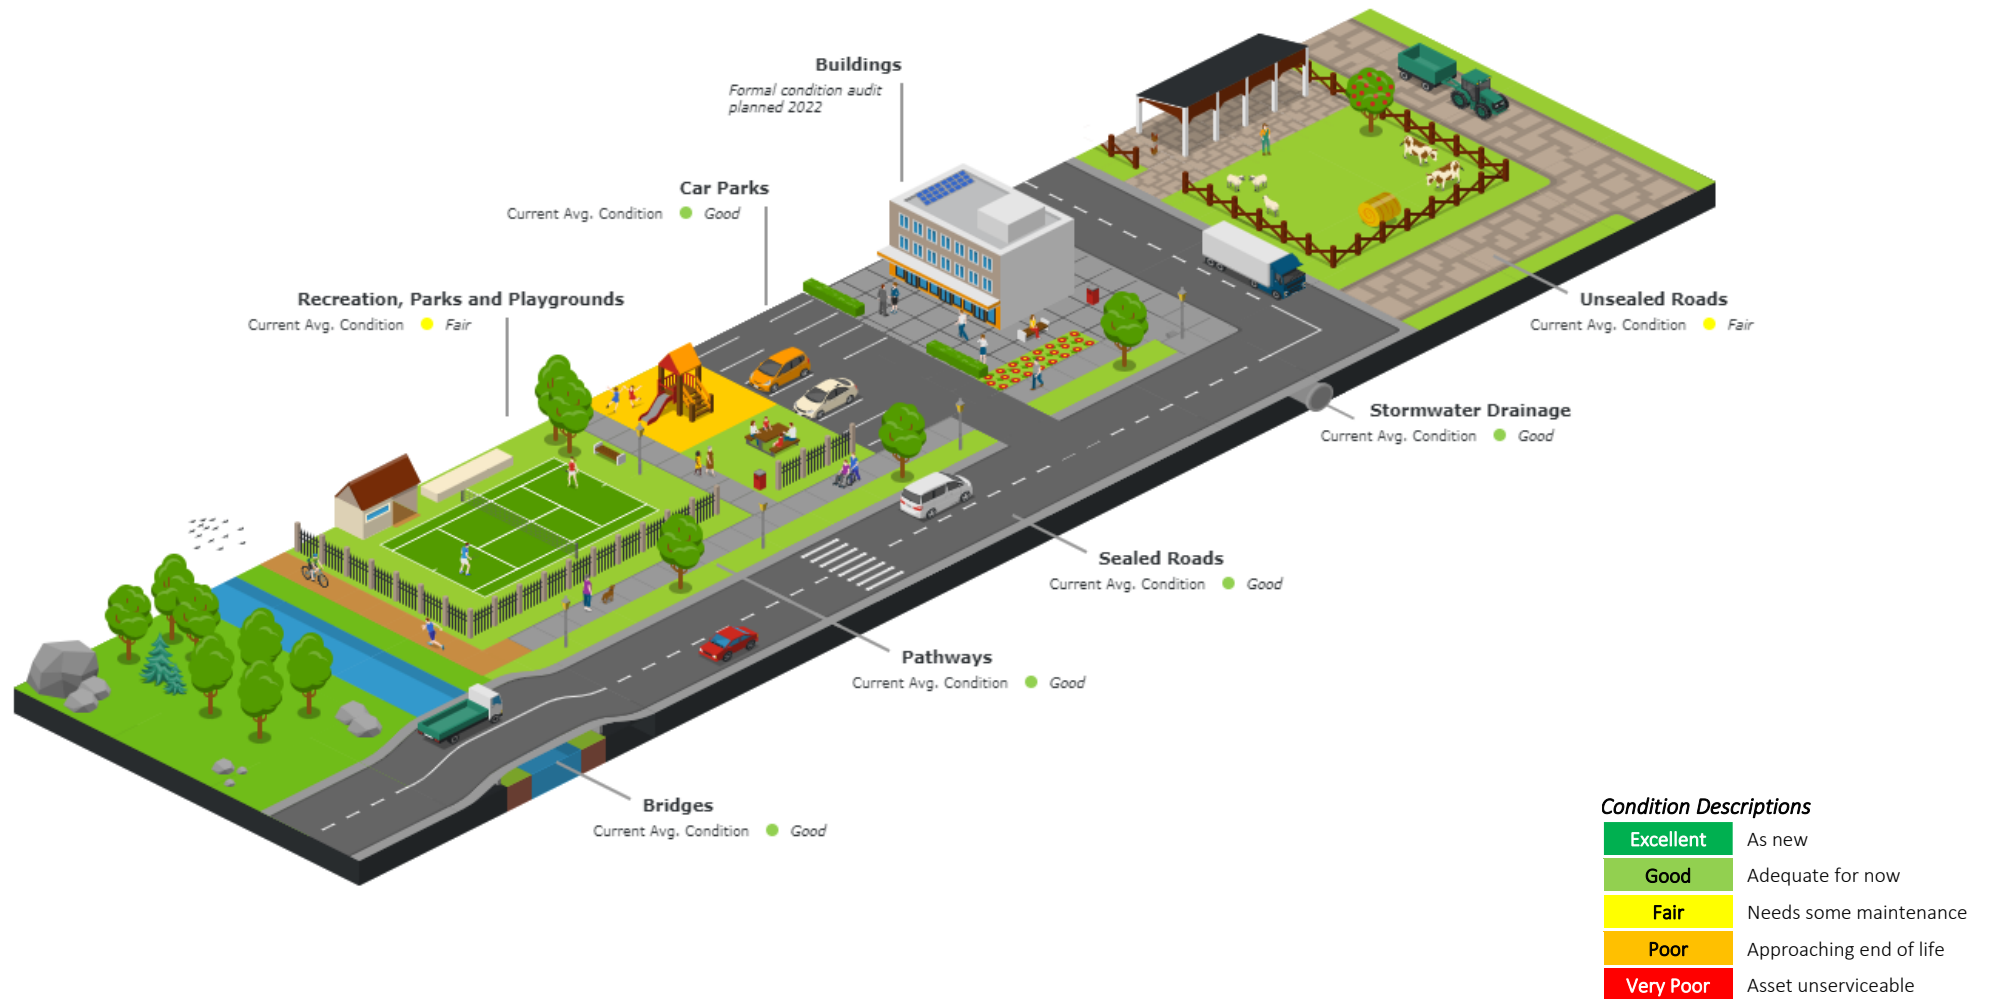 Buildings
Formal condition audit
planned 2022
Car Parks
Current Avg. Condition Good
Recreation, Parks and Playgrounds
Current Avg. Condition Fair
Unsealed Roads
Current Avg. Condition Fair
Stormwater Drainage
Current Avg. Condition Good
Sealed Roads
Current Avg. Condition Good
Pathways
Current Avg. Condition Good
Bridges
Current Avg. Condition Good
Condition Descriptions
Excellent As new
Good Adequate for now
Fair Needs some maintenance
Poor Approaching end of life
Very Poor Asset unserviceable